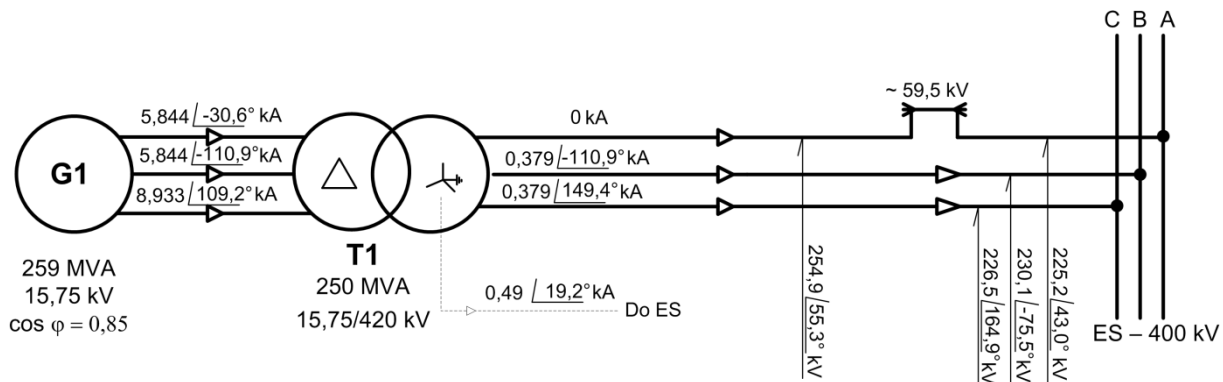 C B A
~ 59,5 kV
5,844 /-30,6° kA
0 kA
5,844 /-110,9°kA
0,379 /-110,9°kA
G1
8,933 /109,2°kA
0,379 /149,4°kA
T1
259 MVA
15,75 kV
cos φ = 0,85
250 MVA
15,75/420 kV
0,49 /19,2°kA
Do ES
254,9/55,3° kV
226,5/164,9°kV
230,1/-75,5°kV
225,2/43,0° kV
ES – 400 kV